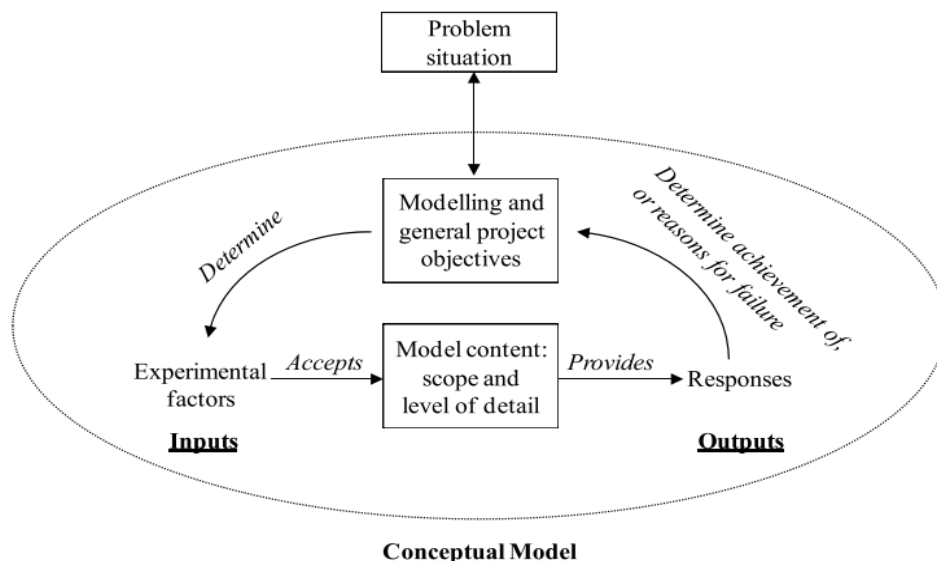 Problem
situation
Modelling and
general project
objectives
Determine
Determine achievement of,
or reasons for failure
Experimental
factors
Accepts
Model content:
scope and
level of detail
Provides
Responses
Inputs
Outputs
Conceptual Model